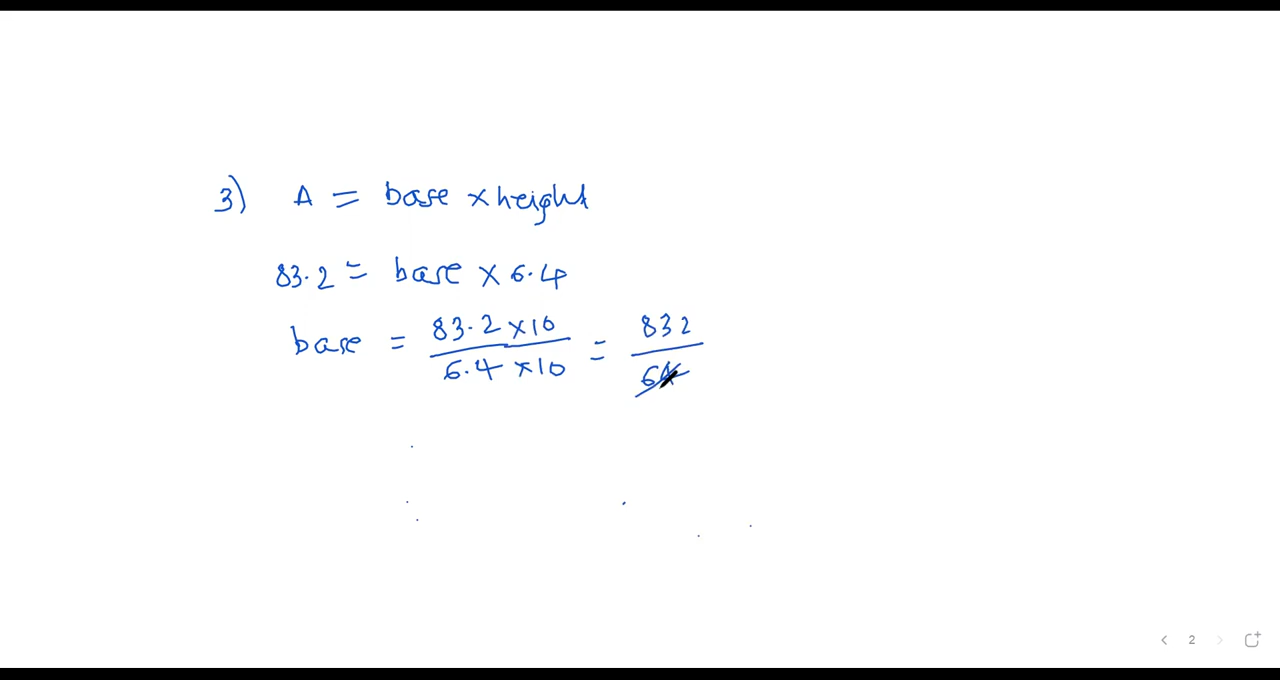 3) A = base × height
83.2 = base × 6.4
base = 83.2 × 10 / 6.4 × 10 = 832 / 64
2